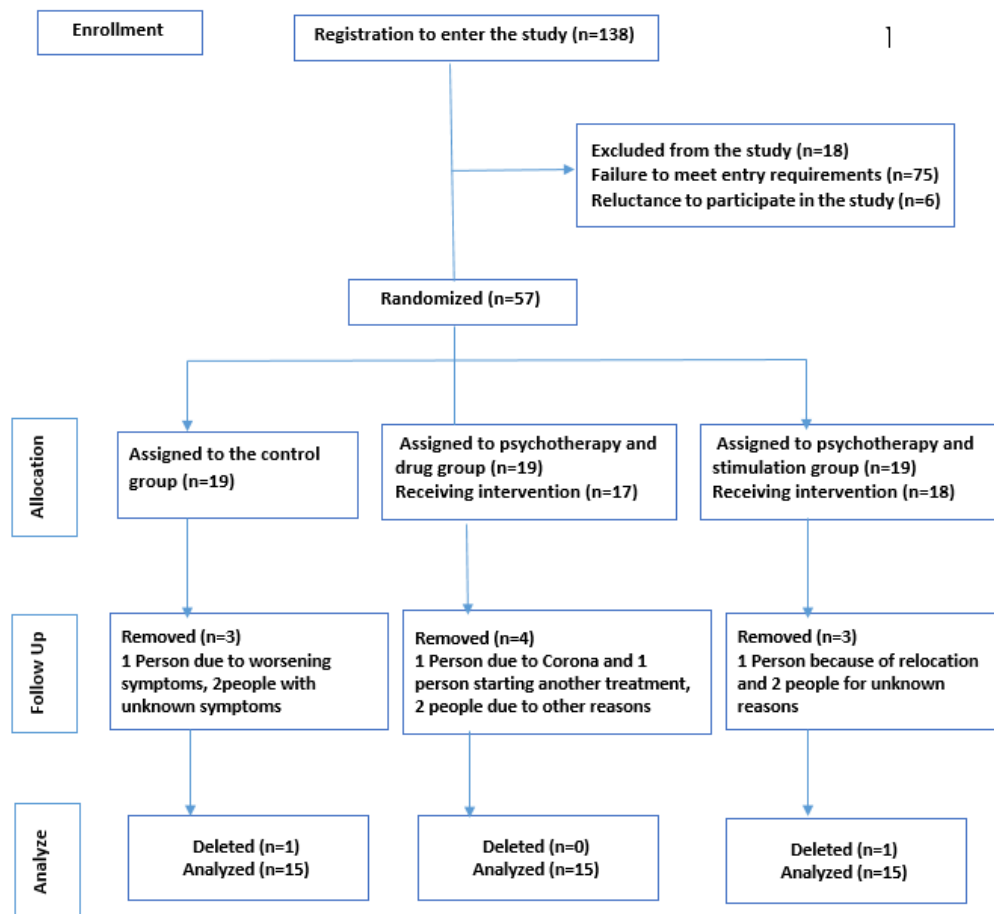 Enrollment
Registration to enter the study (n=138)
1
Excluded from the study (n=18)
Failure to meet entry requirements (n=75)
Reluctance to participate in the study (n=6)
Randomized (n=57)
Allocation
Assigned to the control
group (n=19)
Assigned to psychotherapy and
drug group (n=19)
Receiving intervention (n=17)
Assigned to psychotherapy and
stimulation group (n=19)
Receiving intervention (n=18)
Follow Up
Removed (n=3)
1 Person due to worsening
symptoms, 2people with
unknown symptoms
Removed (n=4)
1 Person due to Corona and 1
person starting another treatment,
2 people due to other reasons
Removed (n=3)
1 Person because of relocation
and 2 people for unknown
reasons
Analyze
Deleted (n=1)
Analyzed (n=15)
Deleted (n=0)
Analyzed (n=15)
Deleted (n=1)
Analyzed (n=15)